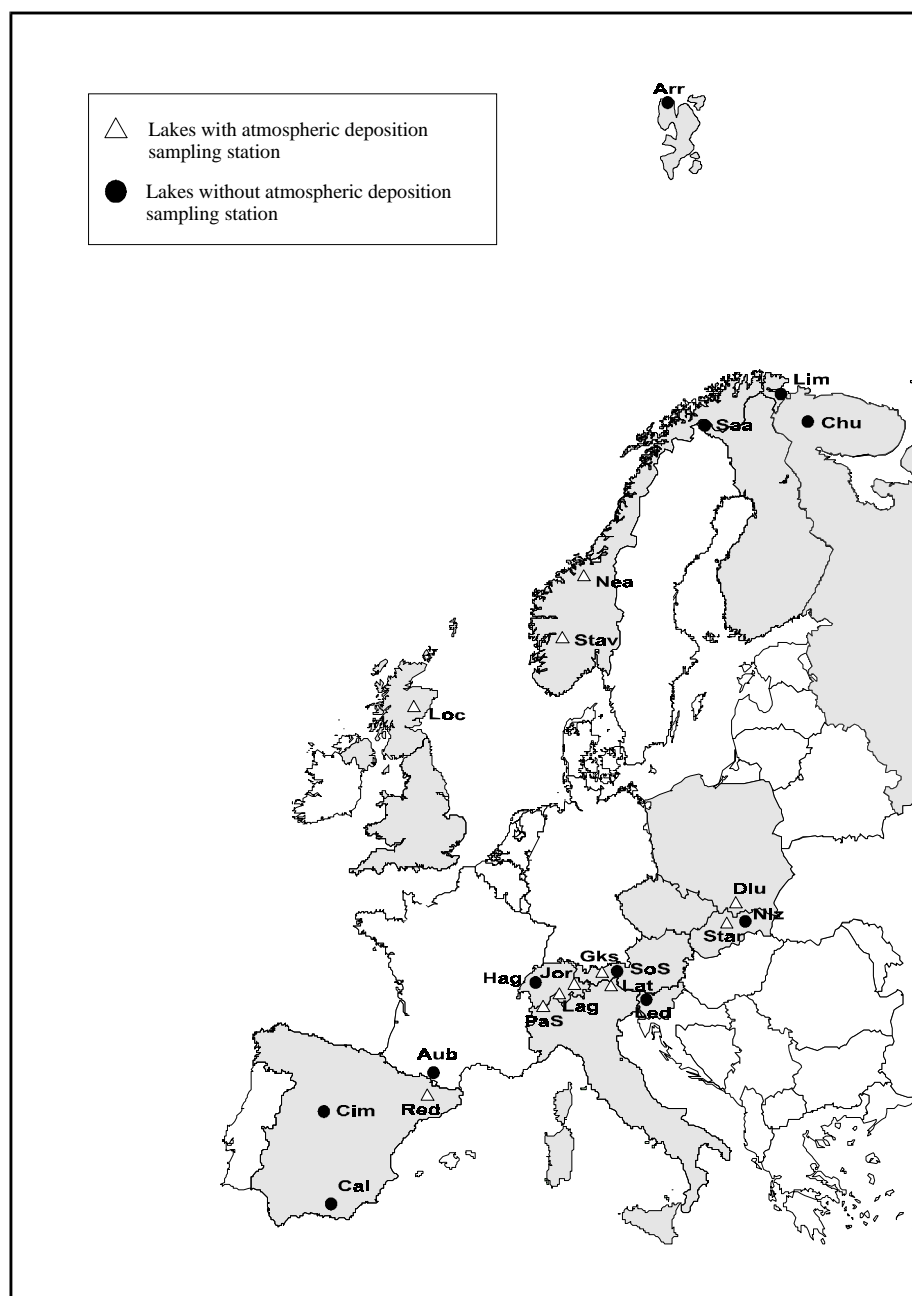 Arr
Lakes with atmospheric deposition
sampling station
Lakes without atmospheric deposition
sampling station
Lim
Chu
Saa
Nea
Stav
Loc
Dlu
Niz
Star
Gks
SoS
Hag
Jor
Lat
Lag
Led
PaS
Aub
Red
Cim
Cal